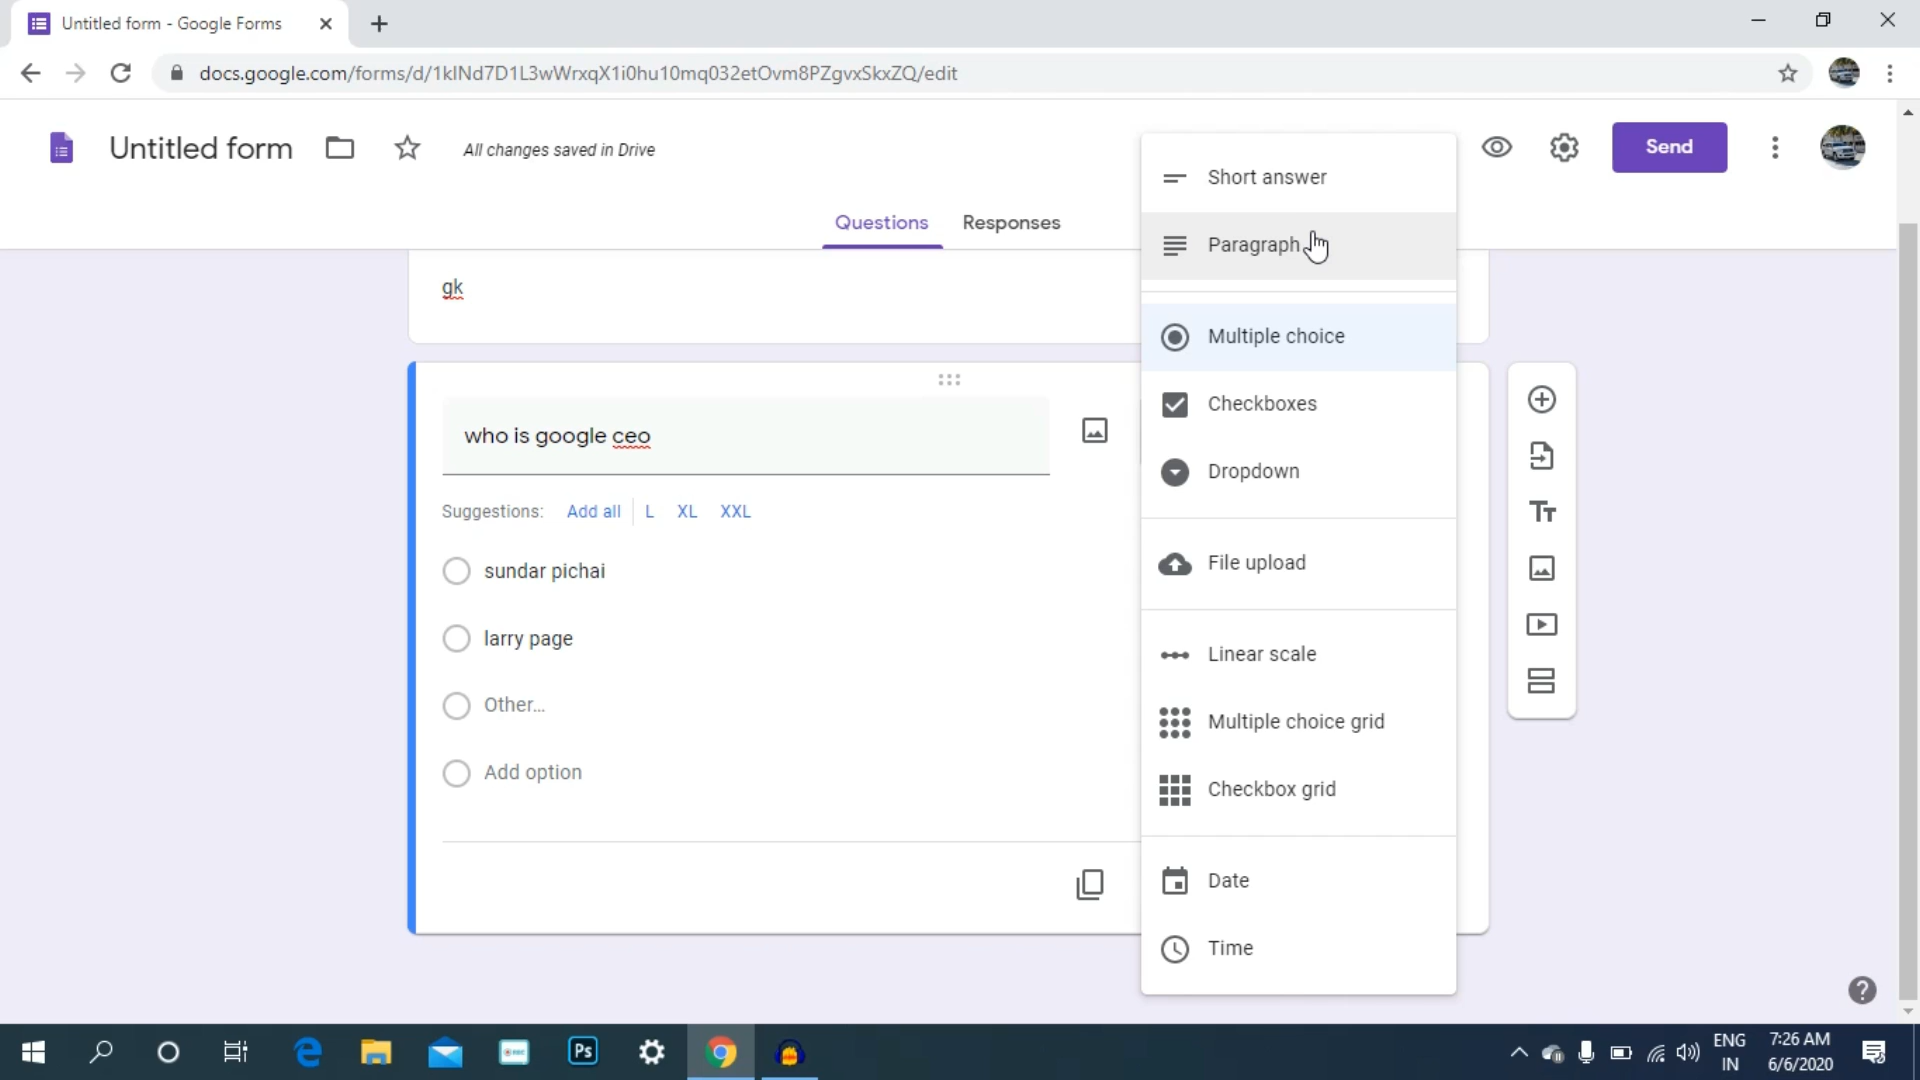 Untitled form - Google Forms
docs.google.com/forms/d/1kINd7D1L3wWrxqX1i0hu10mq032etOvm8PZgvxSkxZQ/edit
Untitled form
All changes saved in Drive
Send
Questions
Responses
gk
who is google ceo
Suggestions: Add all L XL XXL
sundar pichai
larry page
Other...
Add option
Short answer
Paragraph
Multiple choice
Checkboxes
Dropdown
File upload
Linear scale
Multiple choice grid
Checkbox grid
Date
Time
Ps
ENG
IN
7:26 AM
6/6/2020